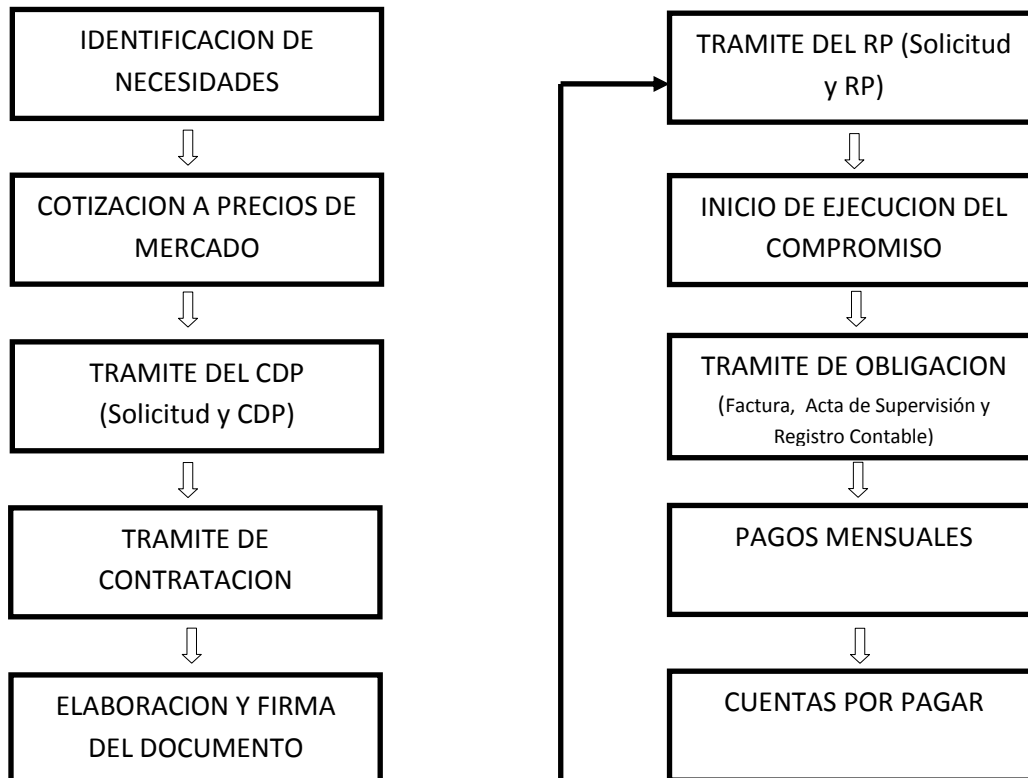 IDENTIFICACION DE
NECESIDADES
COTIZACION A PRECIOS DE
MERCADO
TRAMITE DEL CDP
(Solicitud y CDP)
TRAMITE DE
CONTRATACION
ELABORACION Y FIRMA
DEL DOCUMENTO
TRAMITE DEL RP (Solicitud
y RP)
INICIO DE EJECUCION DEL
COMPROMISO
TRAMITE DE OBLIGACION
(Factura, Acta de Supervisión y
Registro Contable)
PAGOS MENSUALES
CUENTAS POR PAGAR